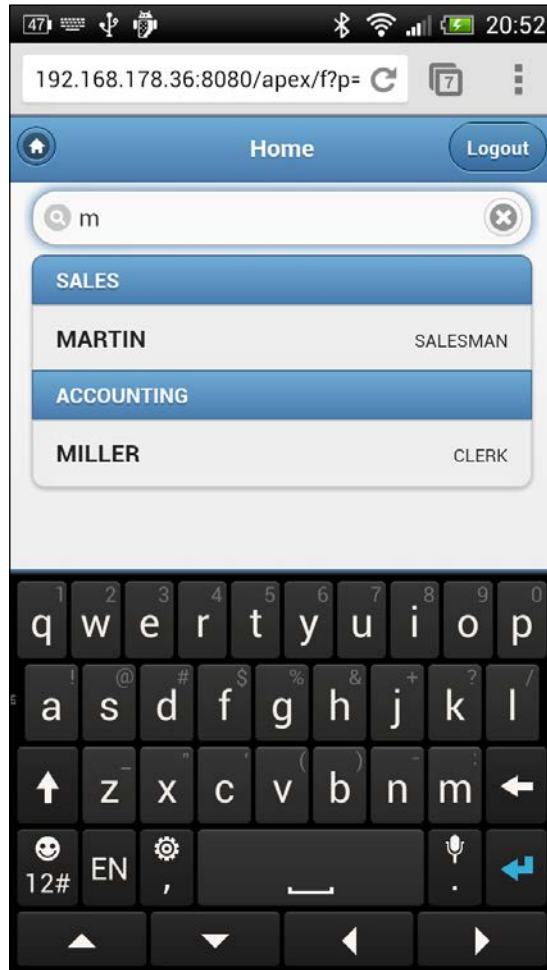 47 20:52
192.168.178.36:8080/apex/f?p= 7
Home Logout
m
SALES
MARTIN SALESMAN
ACCOUNTING
MILLER CLERK
1 2 3 4 5 6 7 8 9 0
q w e r t y u i o p
! @ # $ % & + ? /
a s d f g h j k l
_ " ' ( ) - :
z x c v b n m
12# EN , .